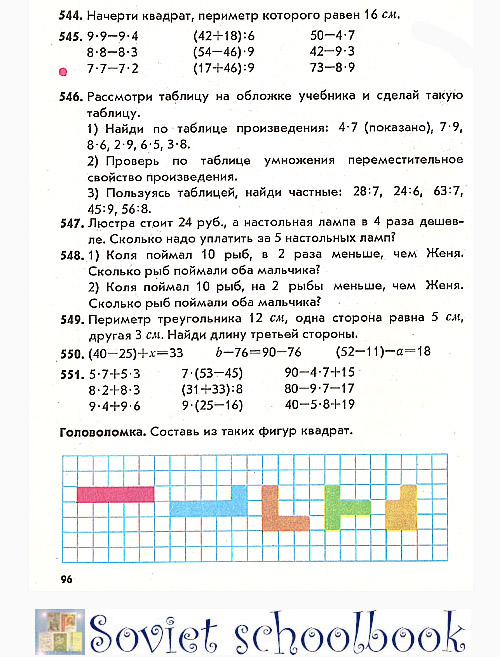 544. Начерти квадрат, периметр которого равен 16 см.
545. 9·9−9·4 (42+18):6 50−4·7
8·8−8·3 (54−46)·9 42−9·3
7·7−7·2 (17+46):9 73−8·9
546. Рассмотри таблицу на обложке учебника и сделай такую
таблицу.
1) Найди по таблице произведения: 4·7 (показано), 7·9,
8·6, 2·9, 6·5, 3·8.
2) Проверь по таблице умножения переместительное
свойство произведения.
3) Пользуясь таблицей, найди частные: 28:7, 24:6, 63:7,
45:9, 56:8.
547. Люстра стоит 24 руб., а настольная лампа в 4 раза дешев-
ле. Сколько надо уплатить за 5 настольных ламп?
548. 1) Коля поймал 10 рыб, в 2 раза меньше, чем Женя.
Сколько рыб поймали оба мальчика?
2) Коля поймал 10 рыб, на 2 рыбы меньше, чем Женя.
Сколько рыб поймали оба мальчика?
549. Периметр треугольника 12 см, одна сторона равна 5 см,
другая 3 см. Найди длину третьей стороны.
550. (40−25)+x=33 b−76=90−76 (52−11)−a=18
551. 5·7+5·3 7·(53−45) 90−4·7+15
8·2+8·3 (31+33):8 80−9·7−17
9·4+9·6 9·(25−16) 40−5·8+19
Головоломка. Составь из таких фигур квадрат.
96
Soviet schoolbook